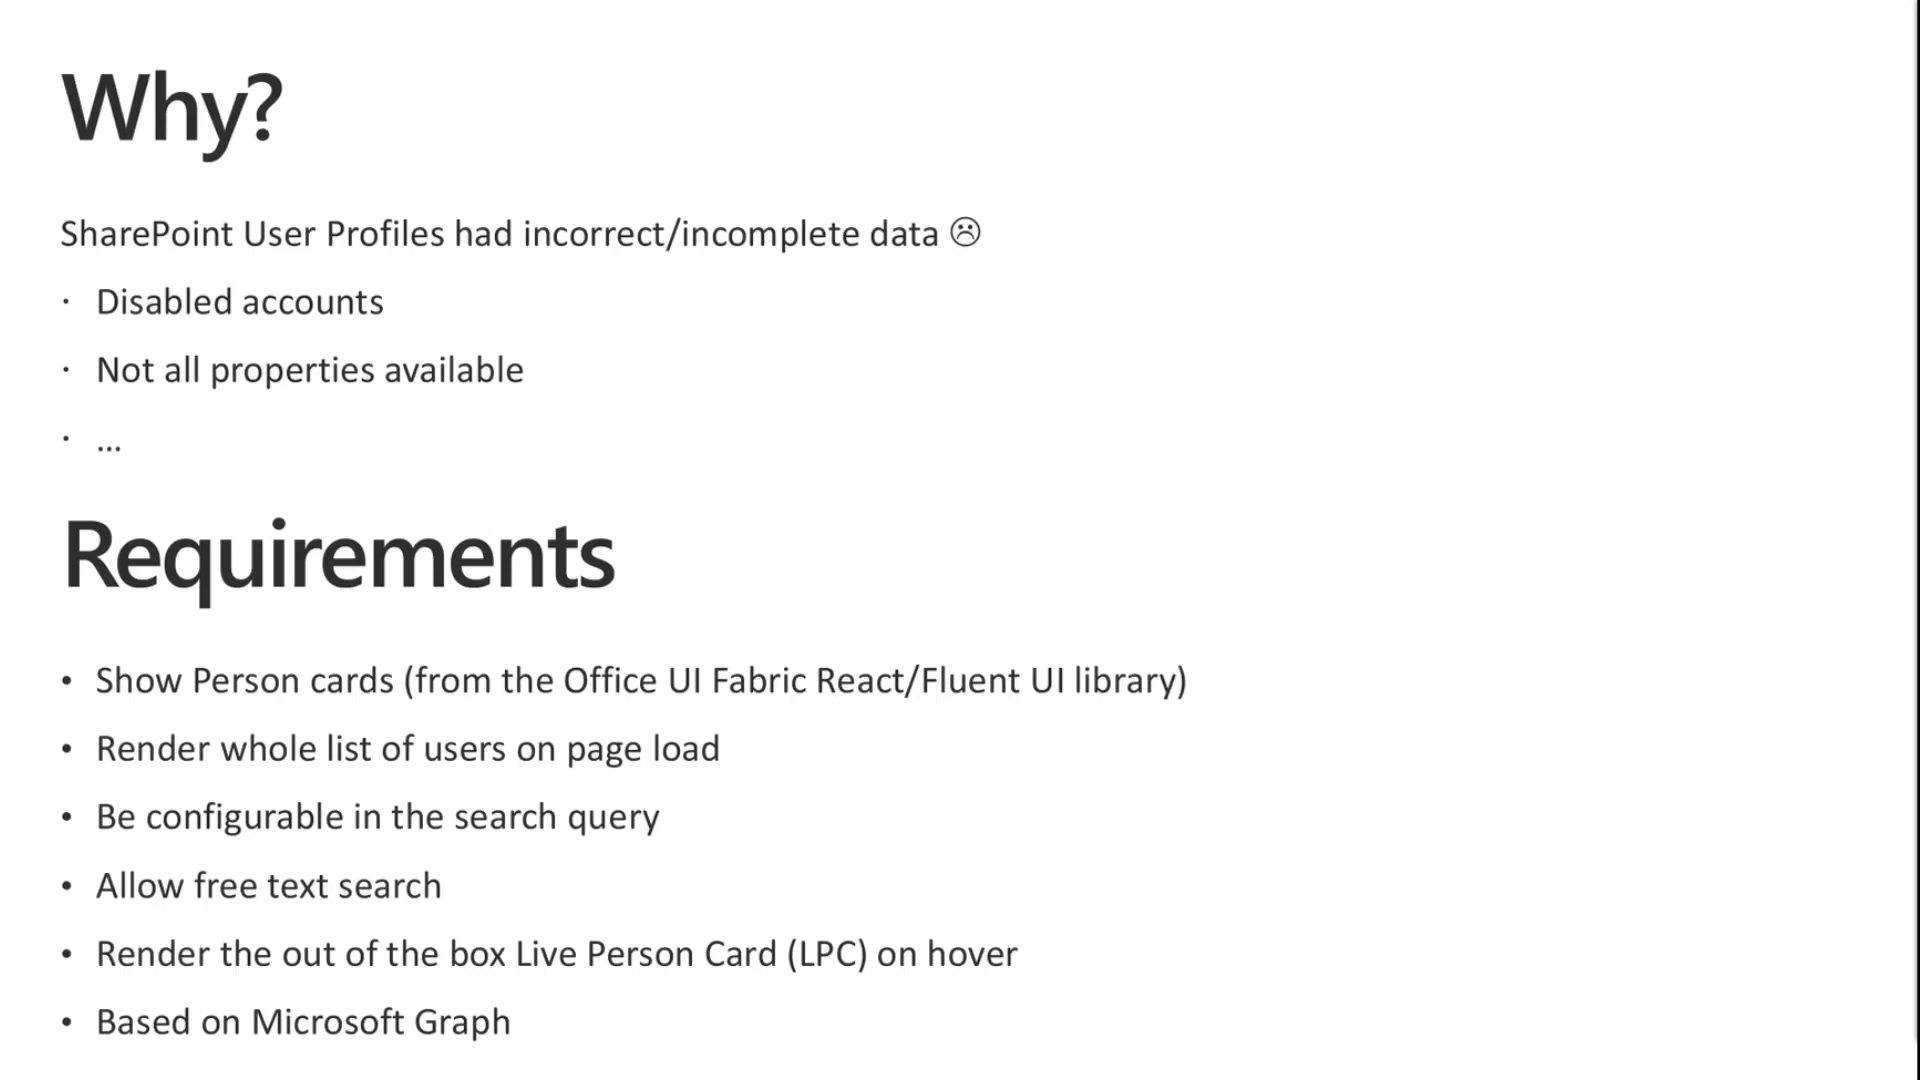 Why?
SharePoint User Profiles had incorrect/incomplete data ☹
· Disabled accounts
· Not all properties available
· ...
Requirements
• Show Person cards (from the Office UI Fabric React/Fluent UI library)
• Render whole list of users on page load
• Be configurable in the search query
• Allow free text search
• Render the out of the box Live Person Card (LPC) on hover
• Based on Microsoft Graph